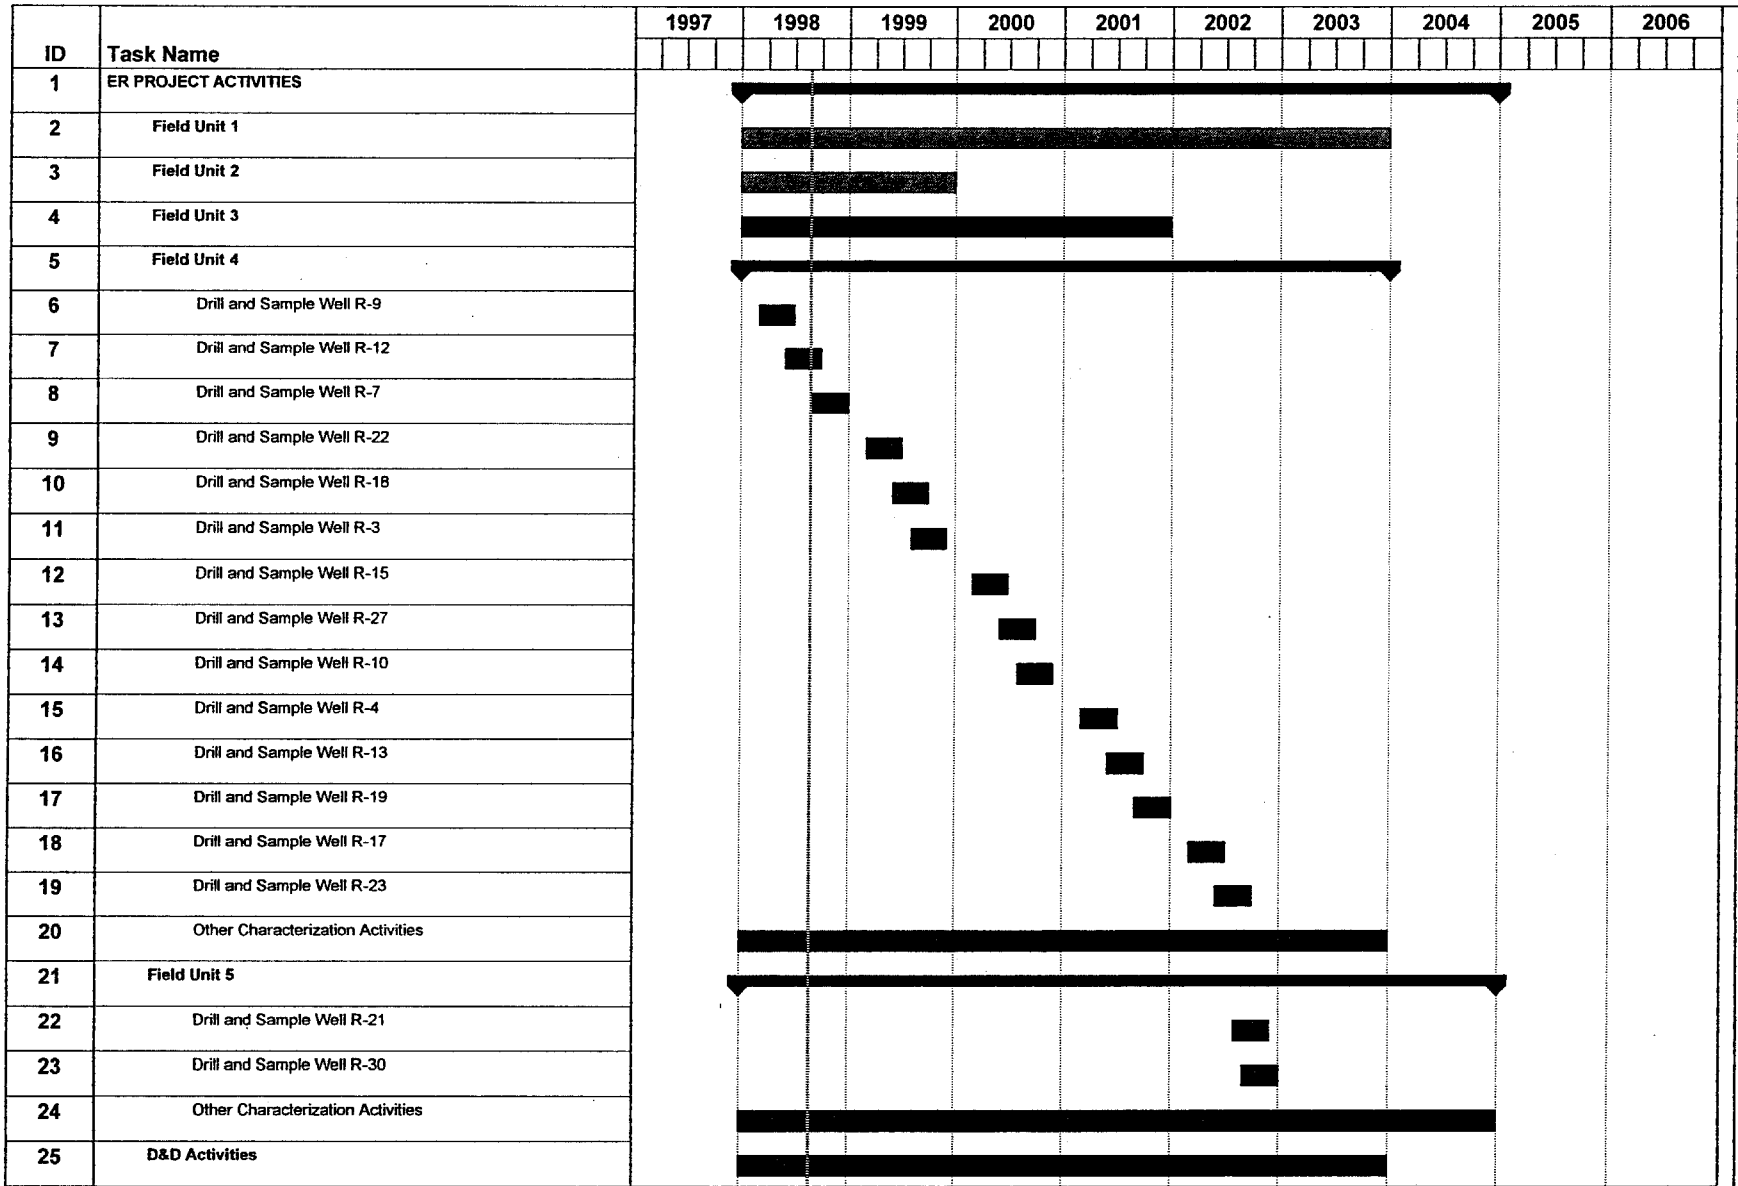 1997 1998 1999 2000 2001 2002 2003 2004 2005 2006
ID Task Name
1 ER PROJECT ACTIVITIES
2 Field Unit 1
3 Field Unit 2
4 Field Unit 3
5 Field Unit 4
6 Drill and Sample Well R-9
7 Drill and Sample Well R-12
8 Drill and Sample Well R-7
9 Drill and Sample Well R-22
10 Drill and Sample Well R-18
11 Drill and Sample Well R-3
12 Drill and Sample Well R-15
13 Drill and Sample Well R-27
14 Drill and Sample Well R-10
15 Drill and Sample Well R-4
16 Drill and Sample Well R-13
17 Drill and Sample Well R-19
18 Drill and Sample Well R-17
19 Drill and Sample Well R-23
20 Other Characterization Activities
21 Field Unit 5
22 Drill and Sample Well R-21
23 Drill and Sample Well R-30
24 Other Characterization Activities
25 D&D Activities